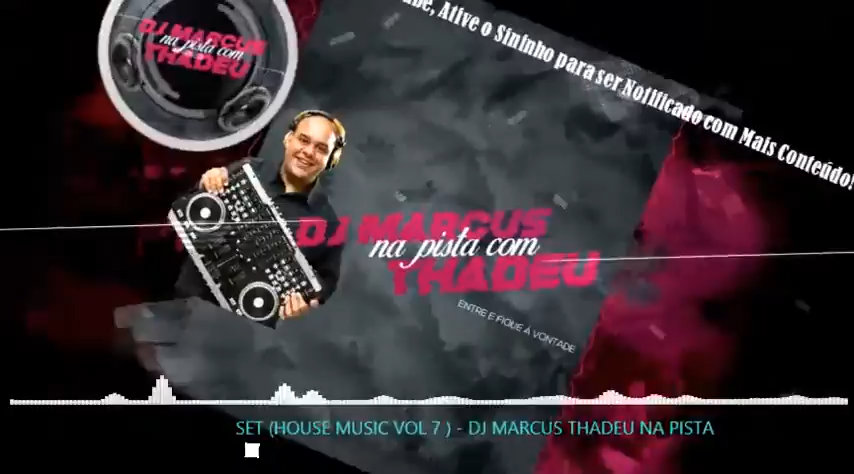 Ative o Sininho para ser Notificado com Mais Conteúdo!
DJ MARCUS
na pista com
THADEU
DJ MARCUS
na pista com
THADEU
ENTRE E FIQUE À VONTADE
SET (HOUSE MUSIC VOL 7 ) - DJ MARCUS THADEU NA PISTA